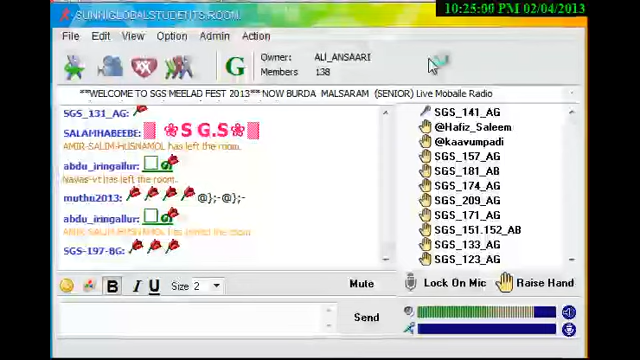 10:25:00 PM 02/04/2013
SUNNIGLOBALSTUDENTS ROOM
File Edit View Option Admin Action
G
Owner: ALI_ANSAARI
Members 138
**WELCOME TO SGS MEELAD FEST 2013** NOW BURDA MALSARAM (SENIOR) Live Mobaile Radio
SGS_131_AG:
SALAMHABEEBE: S G.S
AMIR-SALIM-HUSNAMOL has left the room.
abdu_iringallur:
Navas-vt has left the room.
muthu2013: @};-@};-
abdu_iringallur:
AMIR-SALIM-HUSNAMOL has joined the room
SGS-197-BG:
SGS_141_AG
@Hafiz_Saleem
@kaavumpadi
SGS_157_AG
SGS_181_AB
SGS_174_AG
SGS_209_AG
SGS_171_AG
SGS_151.152_AB
SGS_133_AG
SGS_123_AG
B I U Size 2 Mute
Lock On Mic Raise Hand
Send